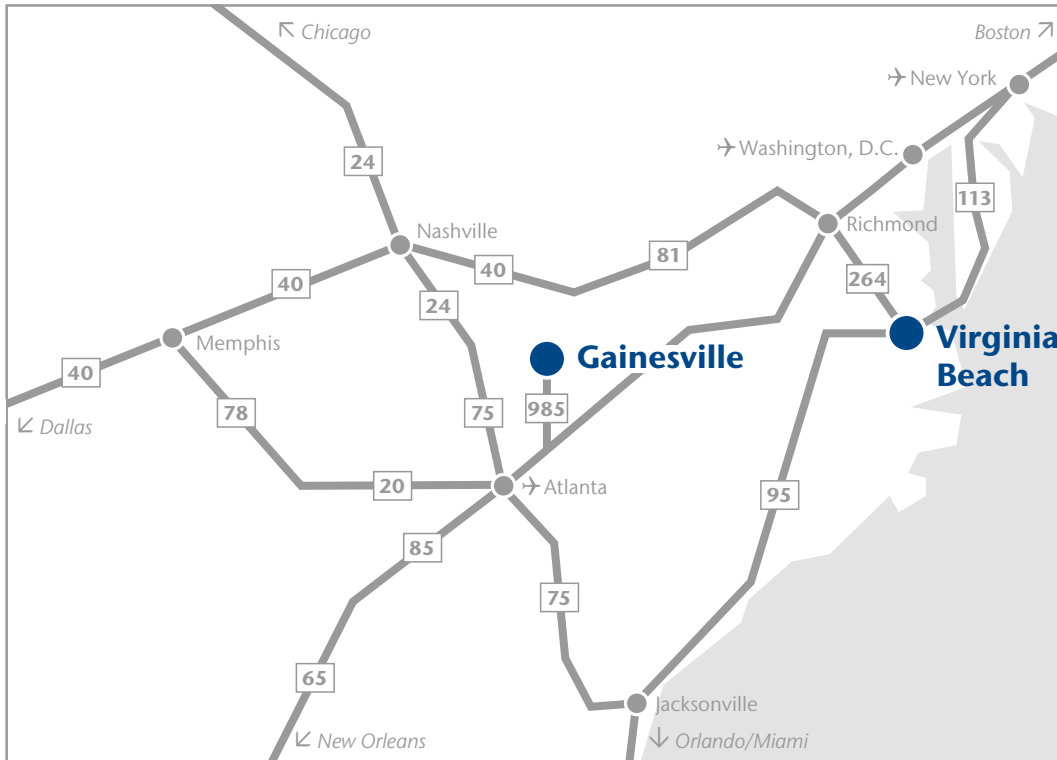 ↖ Chicago
Boston ↗
✈ New York
24
✈ Washington, D.C.
113
Nashville
Richmond
40
81
264
40
24
Memphis
Gainesville
Virginia
Beach
40
78
75
985
↙ Dallas
20
✈ Atlanta
95
85
75
65
Jacksonville
↙ New Orleans
↓ Orlando/Miami